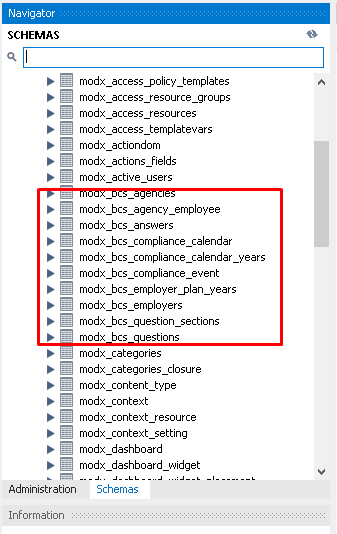 Navigator
SCHEMAS
modx_access_policy_templates
modx_access_resource_groups
modx_access_resources
modx_access_templatevars
modx_actiondom
modx_actions_fields
modx_active_users
modx_bcs_agencies
modx_bcs_agency_employee
modx_bcs_answers
modx_bcs_compliance_calendar
modx_bcs_compliance_calendar_years
modx_bcs_compliance_event
modx_bcs_employer_plan_years
modx_bcs_employers
modx_bcs_question_sections
modx_bcs_questions
modx_categories
modx_categories_closure
modx_content_type
modx_context
modx_context_resource
modx_context_setting
modx_dashboard
modx_dashboard_widget
modx_dashboard_widget_placement
Administration Schemas
Information